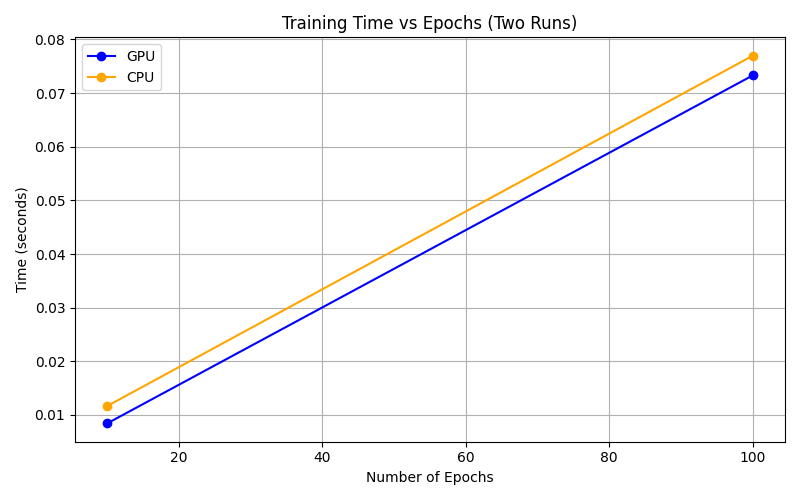 Training Time vs Epochs (Two Runs)
GPU
CPU
Time (seconds)
0.08
0.07
0.06
0.05
0.04
0.03
0.02
0.01
20 40 60 80 100
Number of Epochs